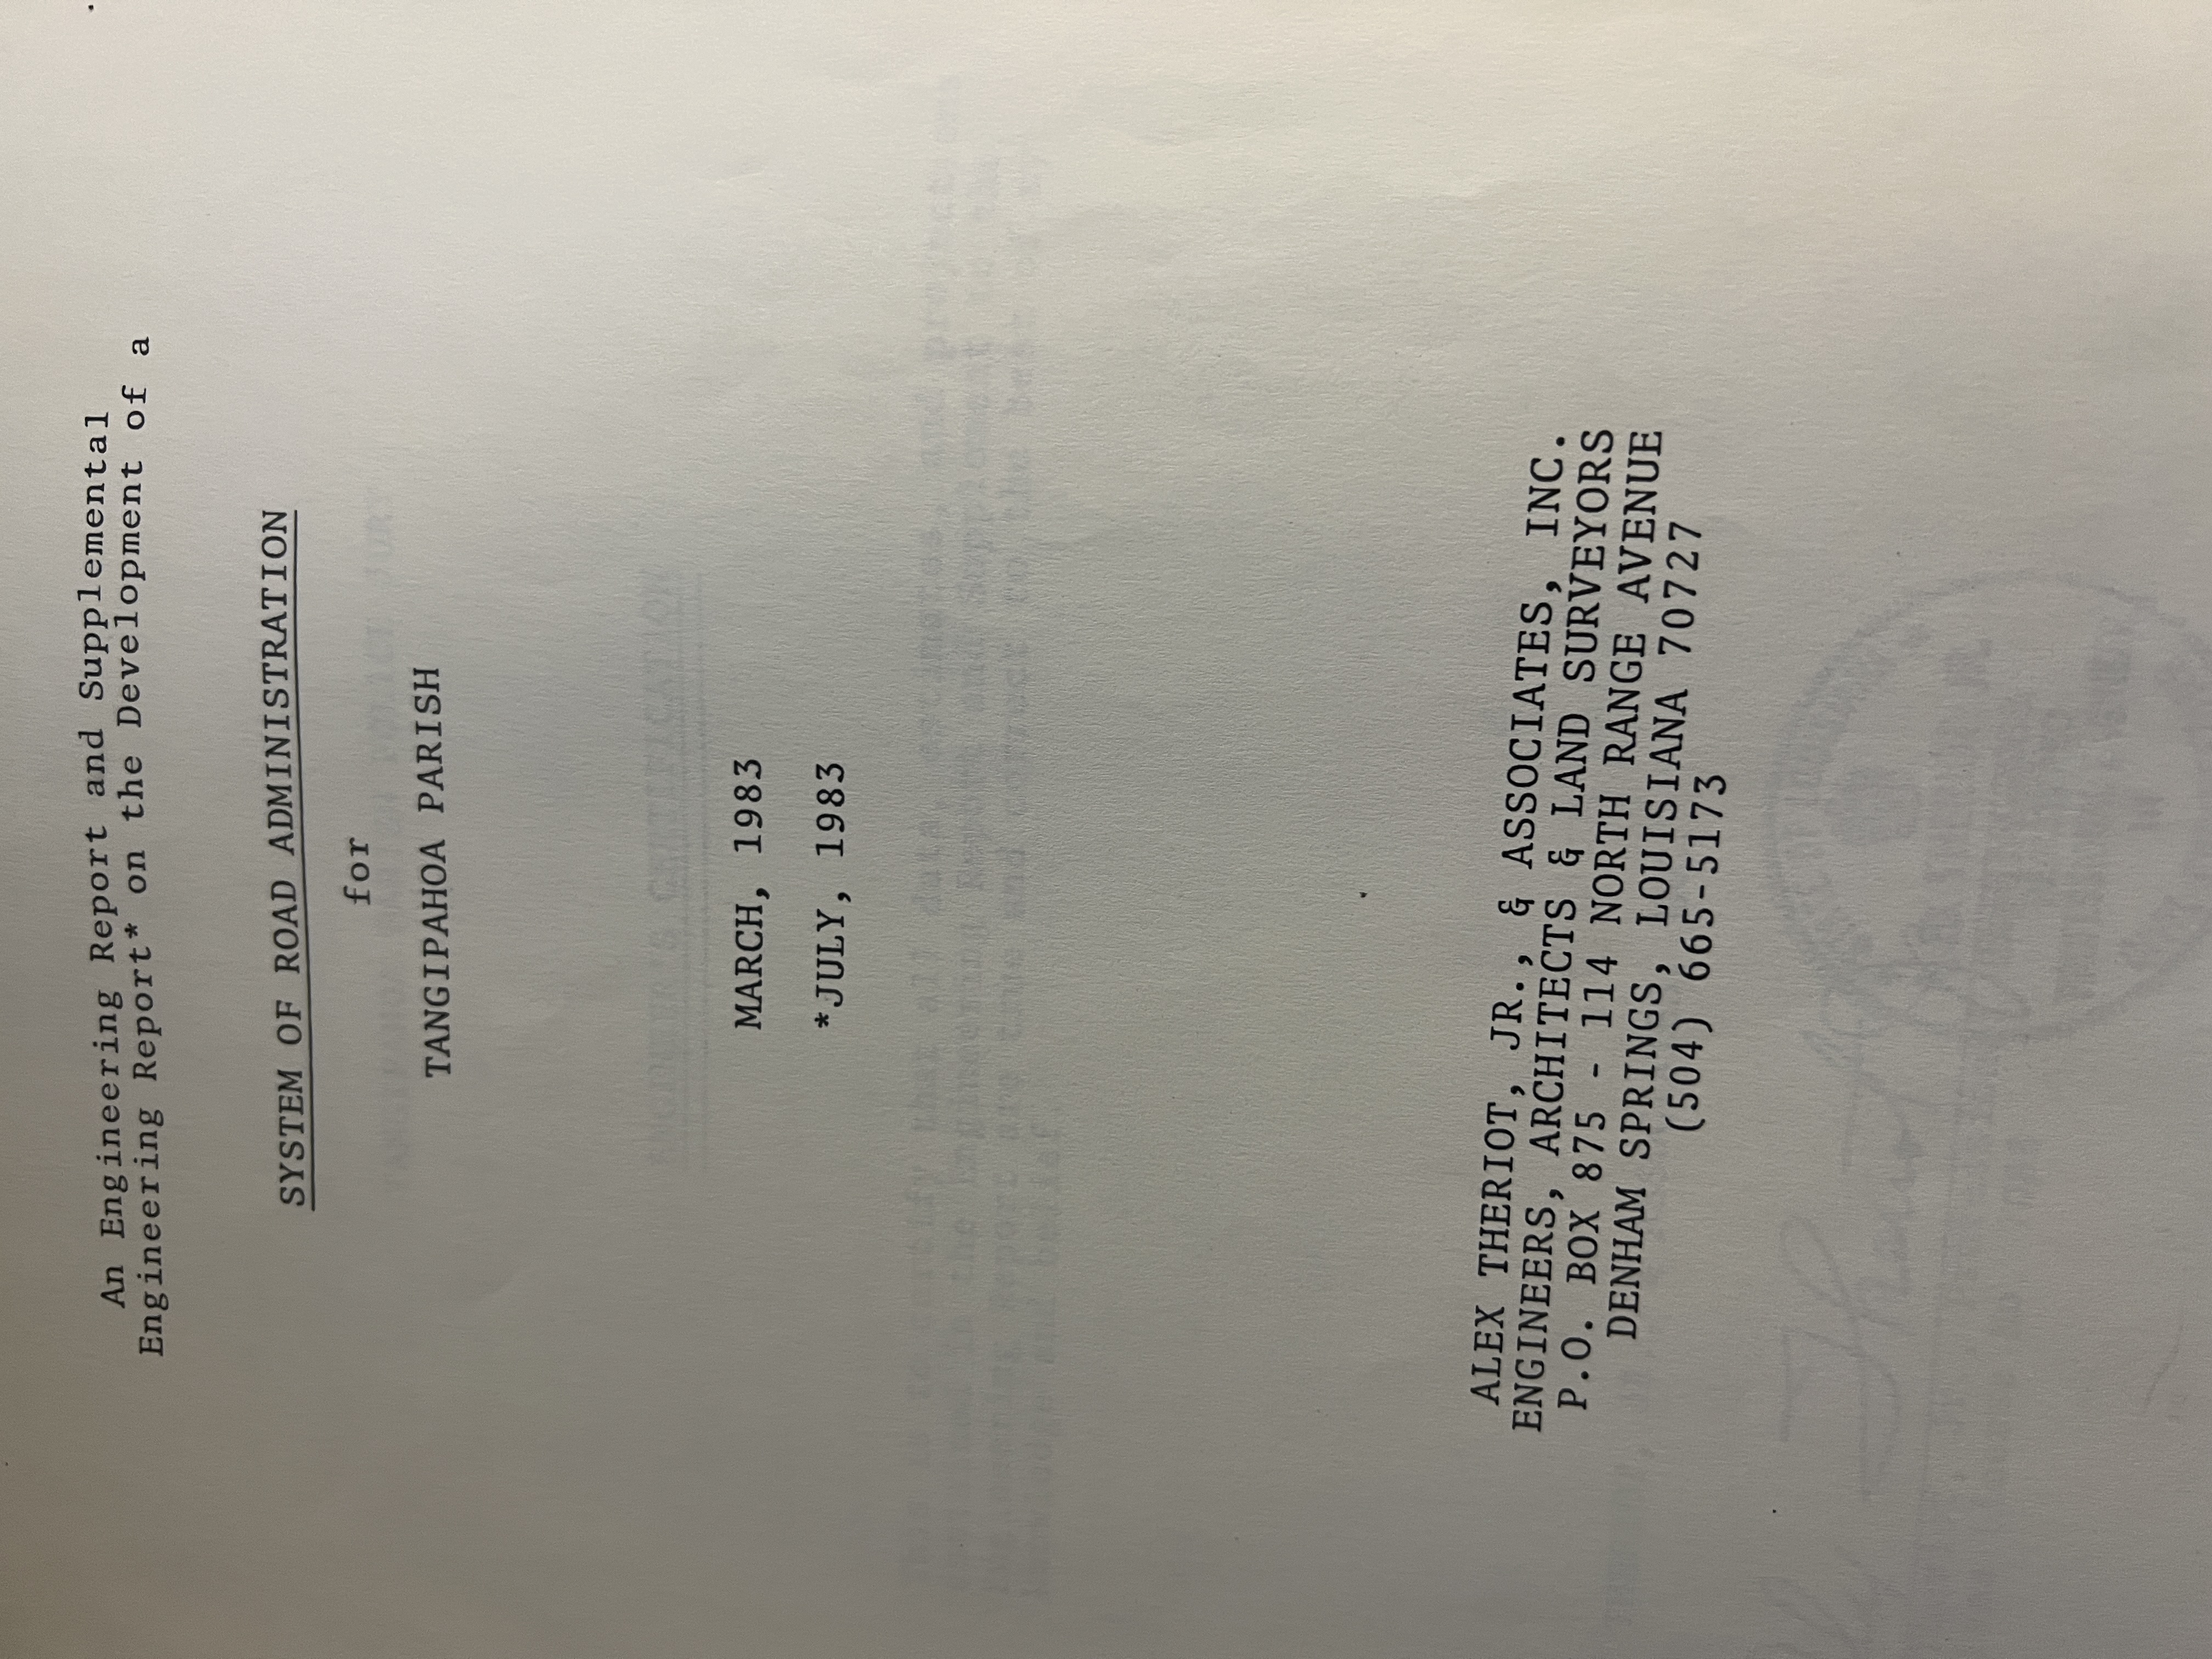 An Engineering Report and Supplemental
Engineering Report* on the Development of a
SYSTEM OF ROAD ADMINISTRATION
for
TANGIPAHOA PARISH
MARCH, 1983
*JULY, 1983
ALEX THERIOT, JR., & ASSOCIATES, INC.
ENGINEERS, ARCHITECTS & LAND SURVEYORS
P.O. BOX 875 - 114 NORTH RANGE AVENUE
DENHAM SPRINGS, LOUISIANA 70727
(504) 665-5173